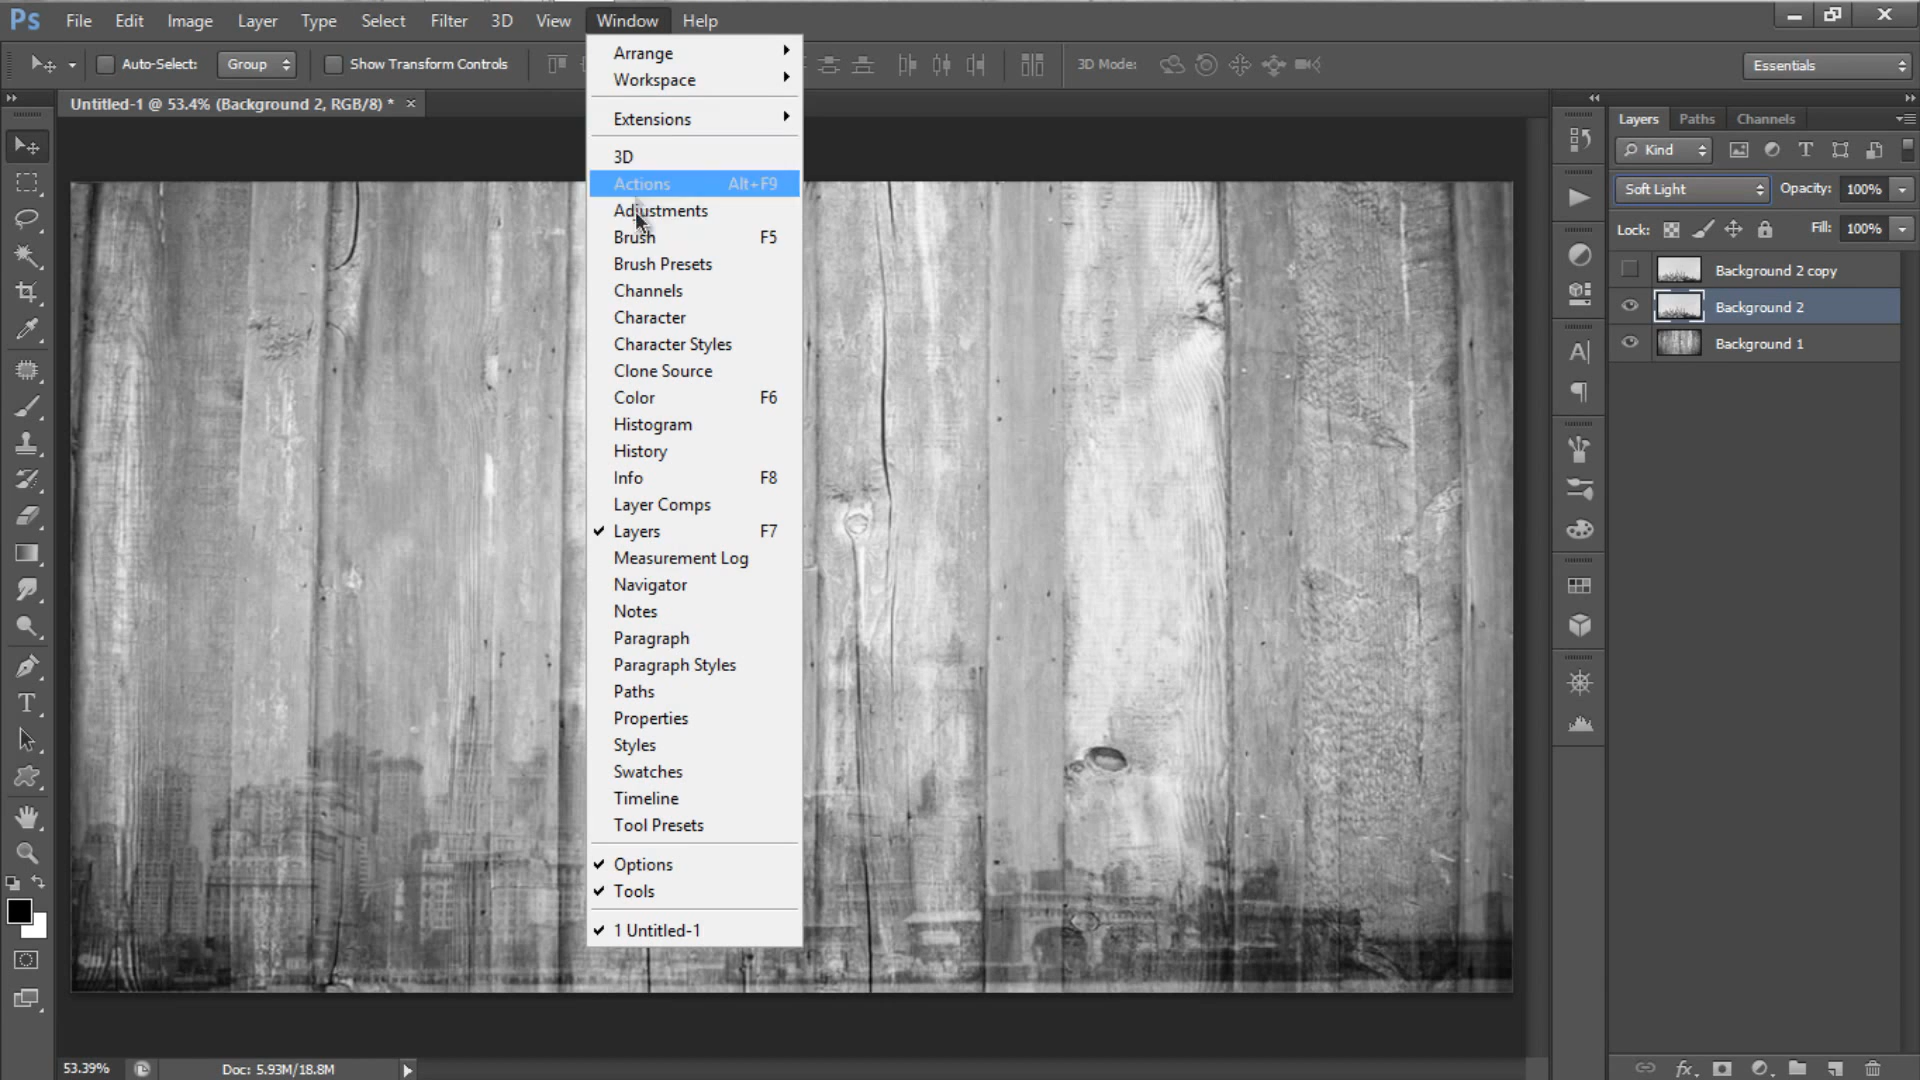 Ps File Edit Image Layer Type Select Filter 3D View Window Help
Auto-Select: Group Show Transform Controls 3D Mode: Essentials
Untitled-1 @ 53.4% (Background 2, RGB/8) * ×
Arrange
Workspace
Extensions
3D
Actions Alt+F9
Adjustments
Brush F5
Brush Presets
Channels
Character
Character Styles
Clone Source
Color F6
Histogram
History
Info F8
Layer Comps
Layers F7
Measurement Log
Navigator
Notes
Paragraph
Paragraph Styles
Paths
Properties
Styles
Swatches
Timeline
Tool Presets
Options
Tools
1 Untitled-1
Layers Paths Channels
Kind
Soft Light Opacity: 100%
Lock: Fill: 100%
Background 2 copy
Background 2
Background 1
53.39% Doc: 5.93M/18.8M